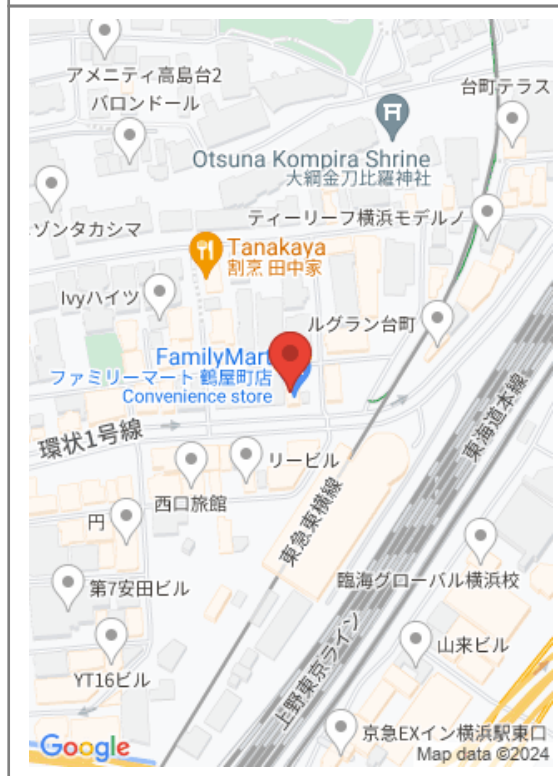 アメニティ高島台2
バロンドール
台町テラス
Otsuna Kompira Shrine
大綱金刀比羅神社
ゾンタカシマ
ティーリーフ横浜モデルノ
Tanakaya
割烹 田中家
Ivyハイツ
ルグラン台町
FamilyMart
ファミリーマート 鶴屋町店
Convenience store
東海道本線
環状1号線
リービル
西口旅館
東急東横線
円
臨海グローバル横浜校
第7安田ビル
上野東京ライン
山来ビル
YT16ビル
京急EXイン横浜駅東口
Google
Map data ©2024